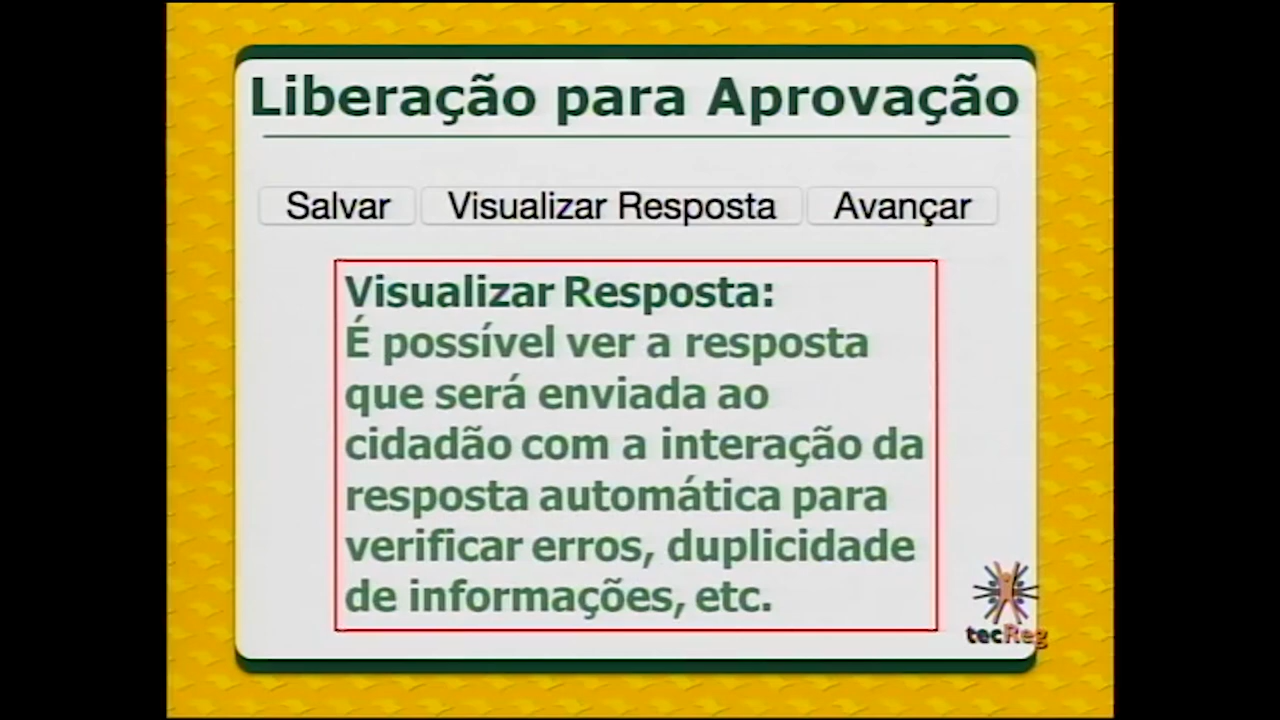 Liberação para Aprovação
Salvar Visualizar Resposta Avançar
Visualizar Resposta:
É possível ver a resposta
que será enviada ao
cidadão com a interação da
resposta automática para
verificar erros, duplicidade
de informações, etc.
tecReg